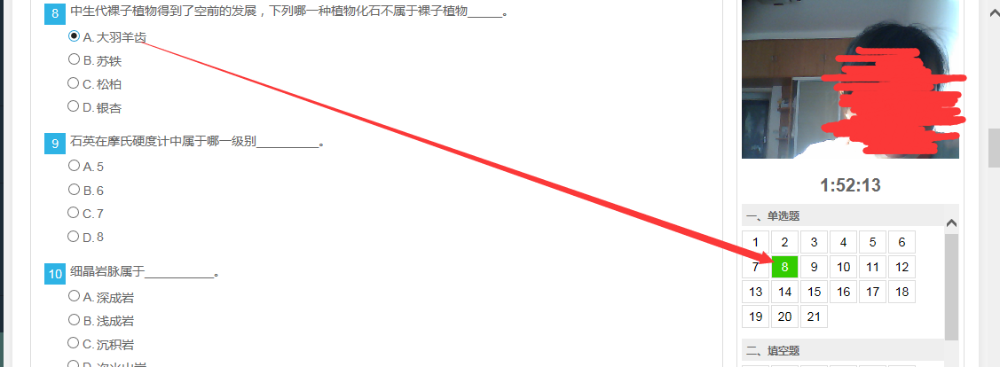 8 中生代裸子植物得到了空前的发展，下列哪一种植物化石不属于裸子植物_____。
A. 大羽羊齿
B. 苏铁
C. 松柏
D. 银杏
9 石英在摩氏硬度计中属于哪一级别_________。
A. 5
B. 6
C. 7
D. 8
10 细晶岩脉属于__________。
A. 深成岩
B. 浅成岩
C. 沉积岩
D.
1:52:13
一、单选题
1 2 3 4 5 6
7 8 9 10 11 12
13 14 15 16 17 18
19 20 21
二、填空题